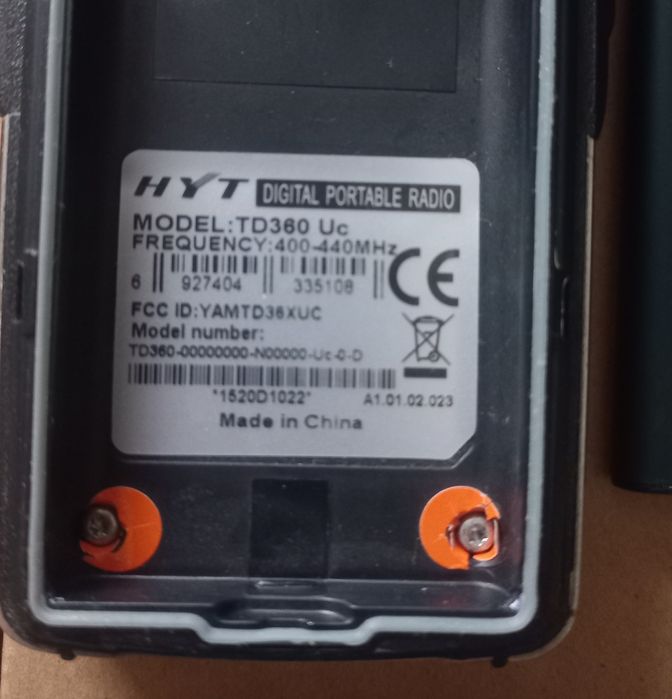 HYT DIGITAL PORTABLE RADIO
MODEL:TD360 Uc
FREQUENCY:400-440MHz
6 927404 335108
CE
FCC ID:YAMTD36XUC
Model number:
TD360-00000000-N00000-Uc-0-D
*1520D1022* A1.01.02.023
Made in China